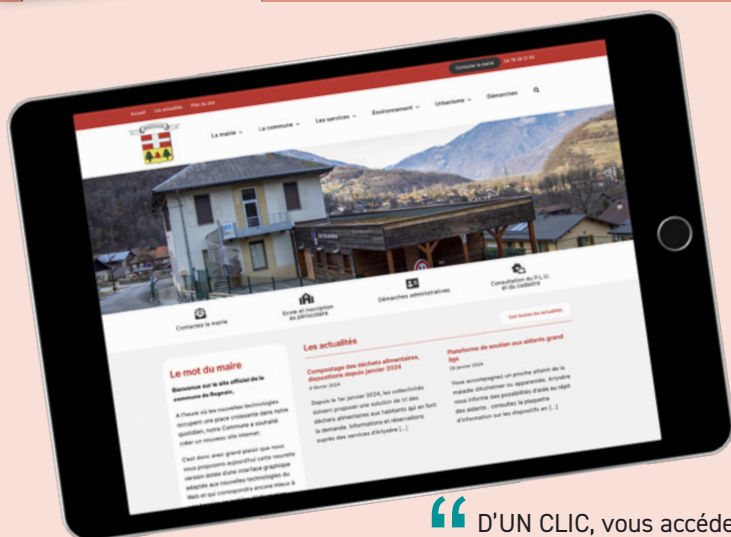 Accueil Les actualités Plan du site
Contactez la mairie
La mairie La commune Les services Environnement Urbanisme Démarches
Contactez la mairie
École et inscription
au périscolaire
Démarches administratives
Consultation du P.L.U.
et du cadastre
Le mot du maire
Bienvenue sur le site officiel de la
commune de Rognaix,
A l'heure où les nouvelles technologies
occupent une place croissante dans notre
quotidien, notre Commune a souhaité
créer un nouveau site internet.
C'est donc avec grand plaisir que nous
vous proposons aujourd'hui cette nouvelle
version dotée d'une interface graphique
adaptée aux nouvelles technologies du
Web et qui correspondra encore mieux à
Les actualités
Voir toutes les actualités
Compostage des déchets alimentaires,
dispositions depuis janvier 2024
9 février 2024
Depuis le 1er janvier 2024, les collectivités
doivent proposer une solution de tri des
déchets alimentaires aux habitants qui en font
la demande. Informations et réservations
auprès des services d'Arlysère [...]
Plateforme de soutien aux aidants grand
âge
26 janvier 2024
Vous accompagnez un proche atteint de la
maladie d'Alzheimer ou apparentés. Arlysère
vous informe des possibilités d'aide au répit
des aidants : consultez la plaquette
d'information sur les dispositifs en [...]
“ D'UN CLIC, vous accéde